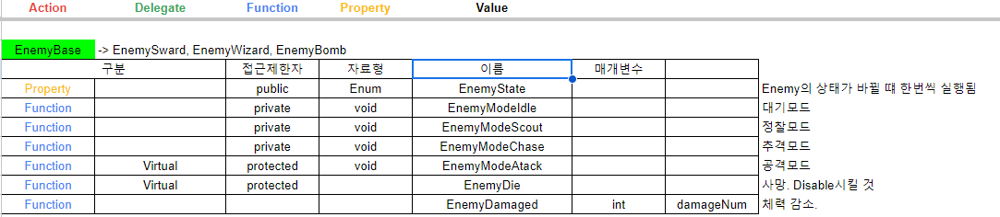 Action Delegate Function Property Value
EnemyBase -> EnemySward, EnemyWizard, EnemyBomb
구분 접근제한자 자료형 이름 매개변수
Property public Enum EnemyState Enemy의 상태가 바뀔 떄 한번씩 실행됨
Function private void EnemyModeIdle 대기모드
Function private void EnemyModeScout 정찰모드
Function private void EnemyModeChase 추격모드
Function Virtual protected void EnemyModeAtack 공격모드
Function Virtual protected EnemyDie 사망. Disable시킬 것
Function EnemyDamaged int damageNum 체력 감소.